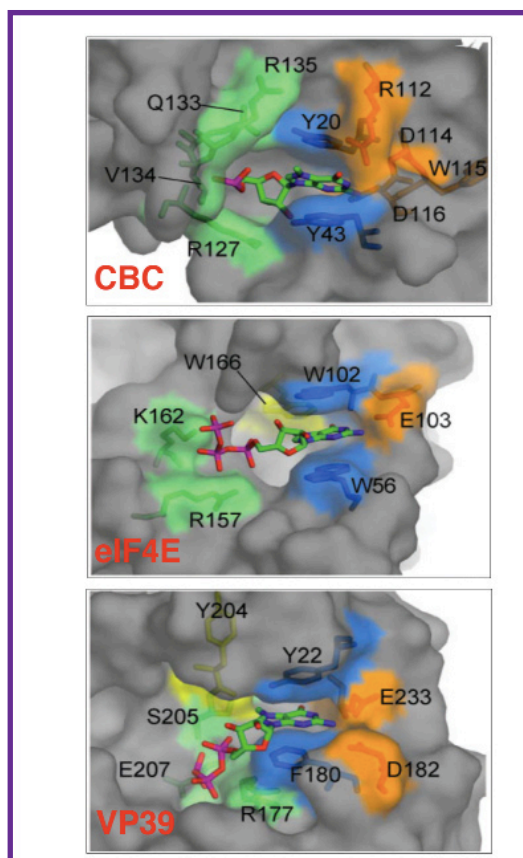 R135
R112
Q133
Y20
D114
W115
V134
D116
Y43
R127
CBC
W166
W102
K162
E103
W56
R157
eIF4E
Y204
Y22
E233
S205
E207
F180
D182
R177
VP39